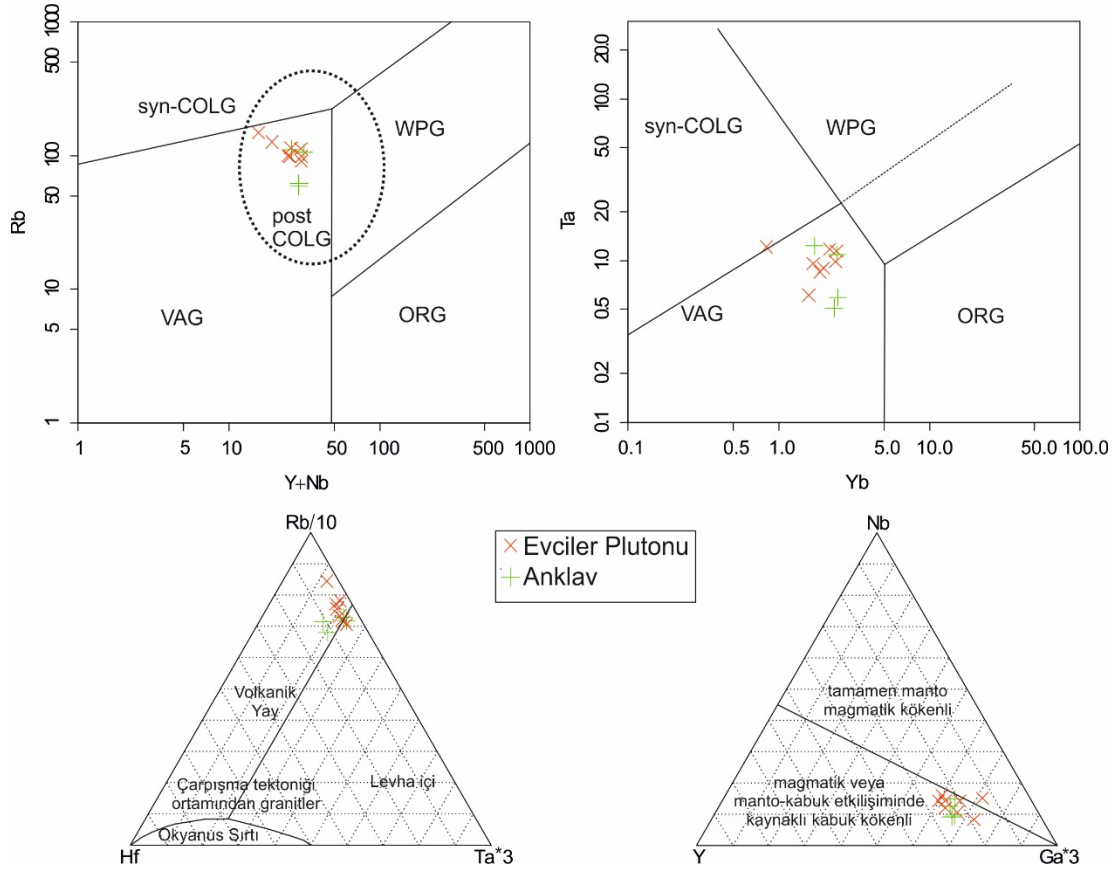 1000
500
100
50
10
5
1
Rb
syn-COLG
WPG
post
COLG
VAG
ORG
1
5
10
50
100
500
1000
Y+Nb
20.0
10.0
5.0
2.0
1.0
0.5
0.2
0.1
Ta
syn-COLG
WPG
VAG
ORG
0.1
0.5
1.0
5.0
10.0
50.0
100.0
Yb
Rb/10
Volkanik
Yay
Çarpışma tektoniği
ortamından granitler
Levha içi
Okyanus Sırtı
Hf
Ta*3
Evciler Plutonu
Anklav
Nb
tamamen manto
magmatik kökenli
magmatik veya
manto-kabuk etkilişiminde
kaynaklı kabuk kökenli
Y
Ga*3